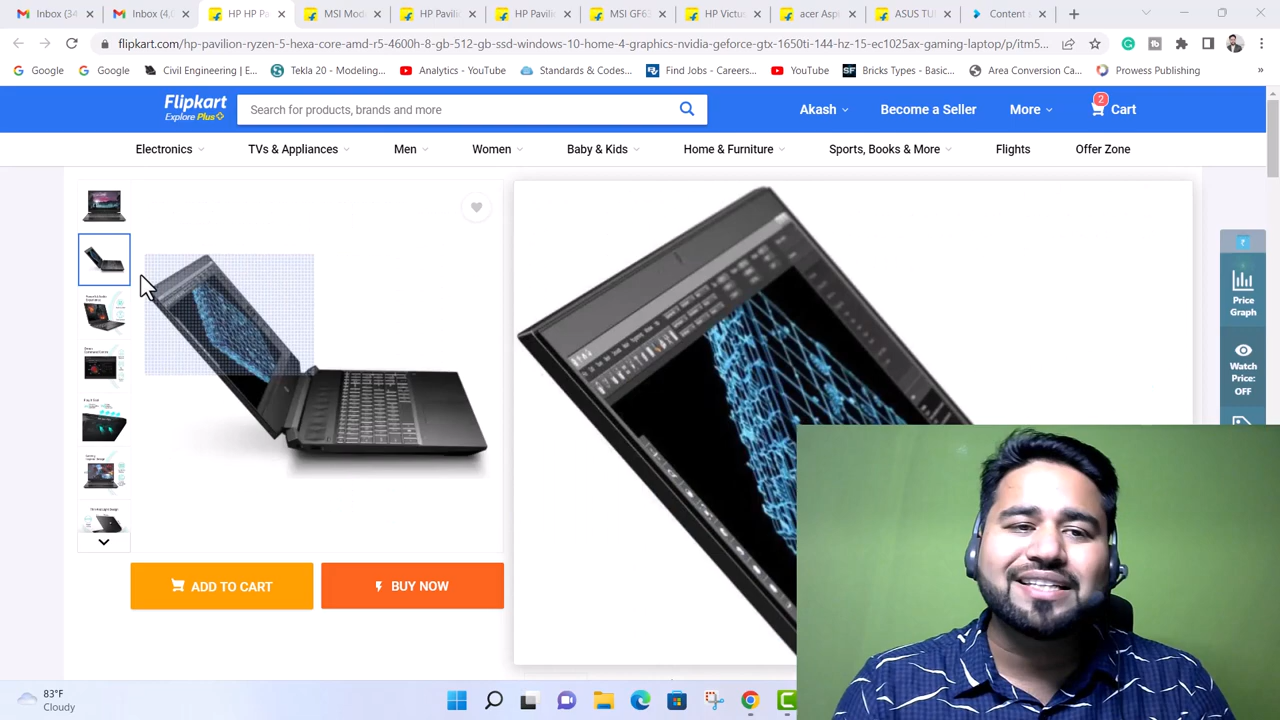 Inbox (34
Inbox (4,6
HP HP Pa
MSI Mode
HP Pavili
HP Pavili
MSI GF63
HP Victus
acer Aspi
ASUS TU
Content s
flipkart.com/hp-pavilion-ryzen-5-hexa-core-amd-r5-4600h-8-gb-512-gb-ssd-windows-10-home-4-graphics-nvidia-geforce-gtx-1650ti-144-hz-15-ec1025ax-gaming-laptop/p/itm5...
Google
Google
Civil Engineering | E...
Tekla 20 - Modeling...
Analytics - YouTube
Standards & Codes...
Find Jobs - Careers...
YouTube
Bricks Types - Basic...
Area Conversion Ca...
Prowess Publishing
»
Flipkart
Explore Plus
Search for products, brands and more
Akash
Become a Seller
More
2
Cart
Electronics
TVs & Appliances
Men
Women
Baby & Kids
Home & Furniture
Sports, Books & More
Flights
Offer Zone
Price
Graph
Watch
Price:
OFF
ADD TO CART
BUY NOW
83°F
Cloudy